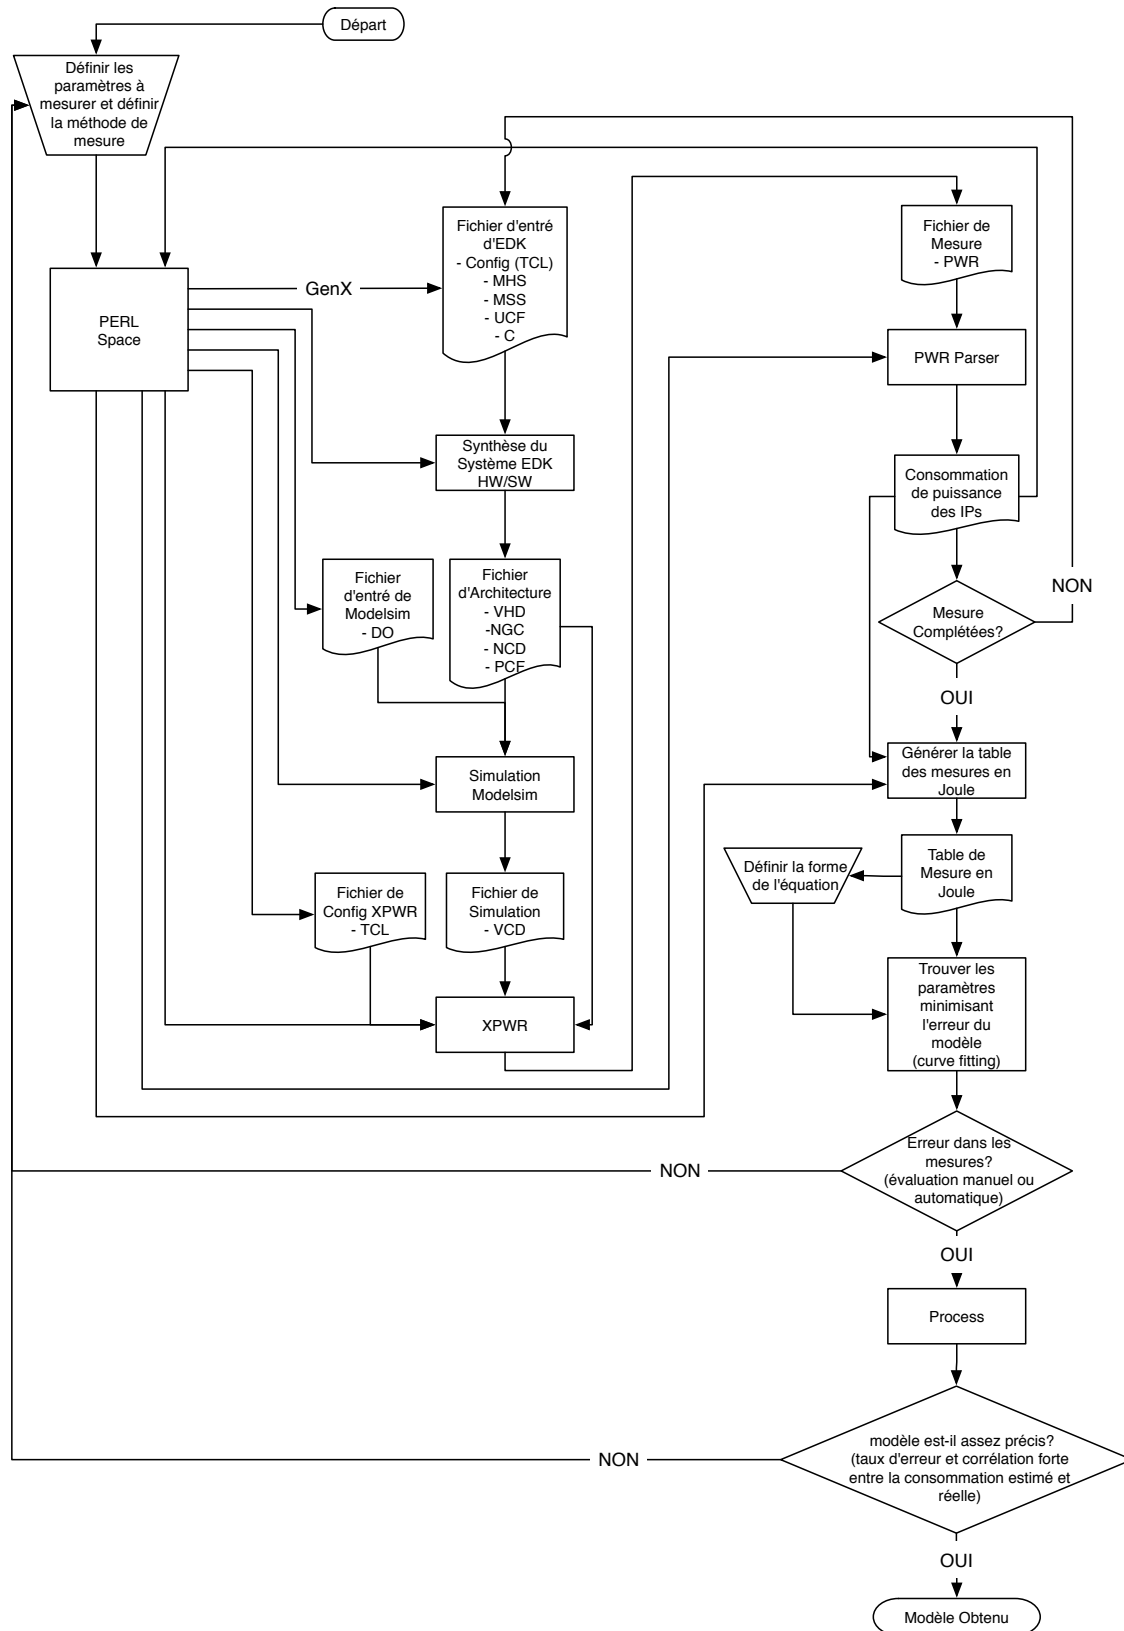 Départ
Définir les
paramètres à
mesurer et définir
la méthode de
mesure
PERL
Space
GenX
Fichier d'entré
d'EDK
- Config (TCL)
- MHS
- MSS
- UCF
- C
Synthèse du
Système EDK
HW/SW
Fichier
d'entré de
Modelsim
- DO
Fichier
d'Architecture
- VHD
-NGC
- NCD
- PCF
Simulation
Modelsim
Fichier de
Config XPWR
- TCL
Fichier de
Simulation
- VCD
XPWR
Fichier de
Mesure
- PWR
PWR Parser
Consommation
de puissance
des IPs
Mesure
Complétées?
NON
OUI
Générer la table
des mesures en
Joule
Définir la forme
de l'équation
Table de
Mesure en
Joule
Trouver les
paramètres
minimisant
l'erreur du
modèle
(curve fitting)
Erreur dans les
mesures?
(évaluation manuel ou
automatique)
NON
OUI
Process
modèle est-il assez précis?
(taux d'erreur et corrélation forte
entre la consommation estimé et
réelle)
NON
OUI
Modèle Obtenu